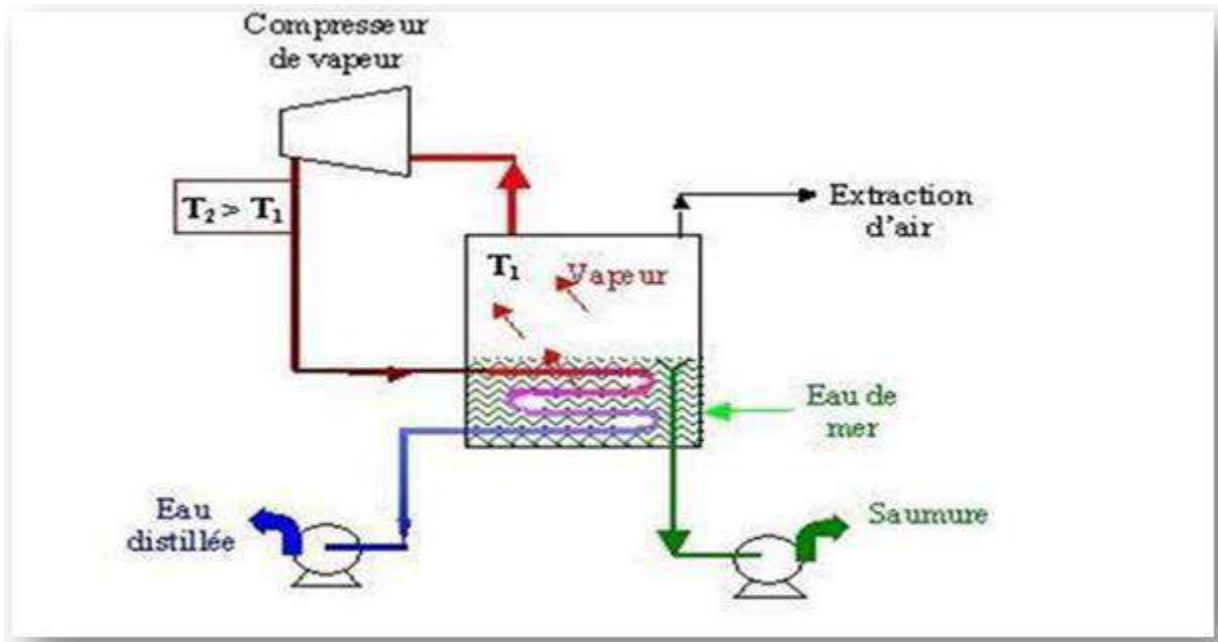 Compresseur
de vapeur
T₂ > T₁
Extraction
d'air
T₁
Vapeur
Eau de
mer
Eau
distillée
Saumure